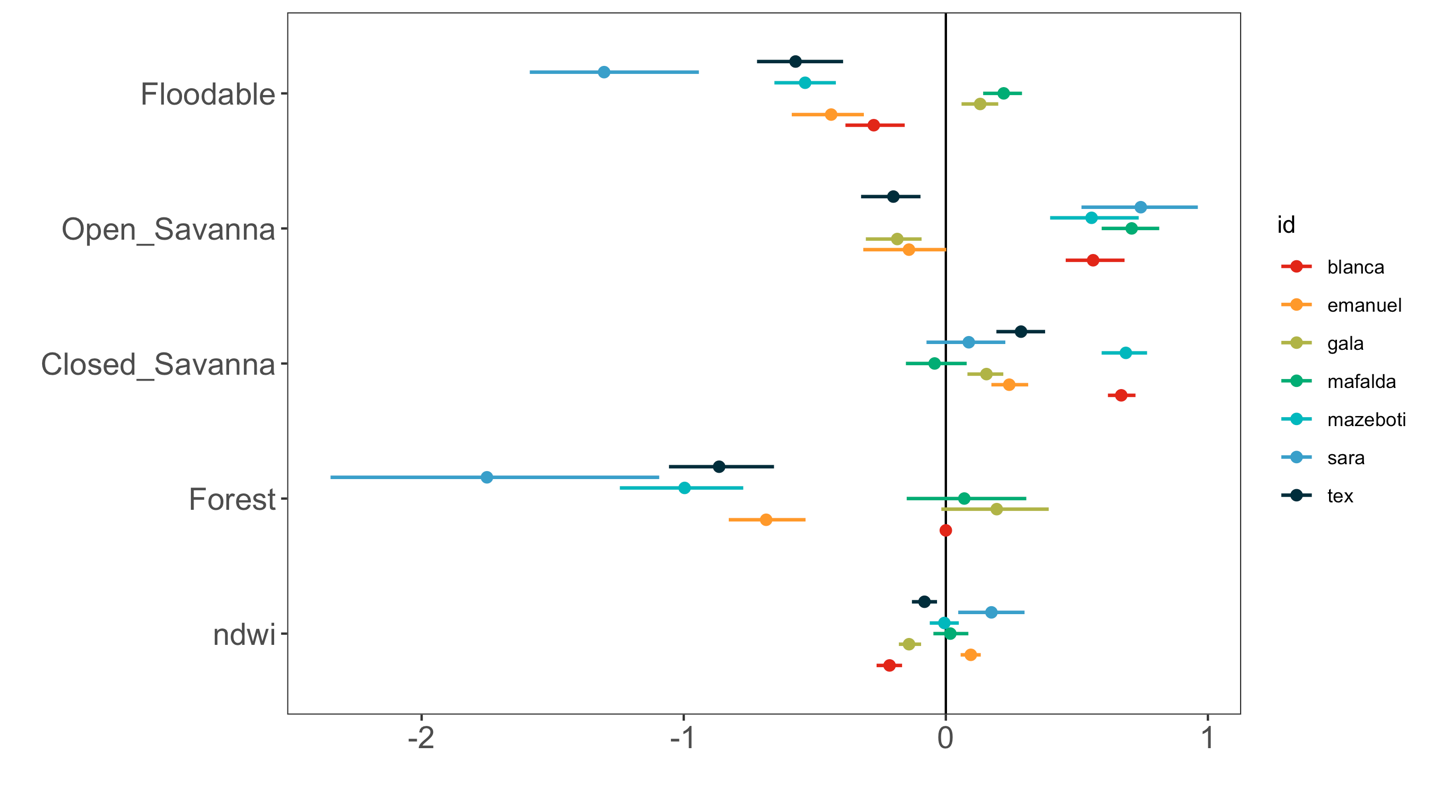 Floodable
Open_Savanna
Closed_Savanna
Forest
ndwi
-2 -1 0 1
id
blanca
emanuel
gala
mafalda
mazeboti
sara
tex